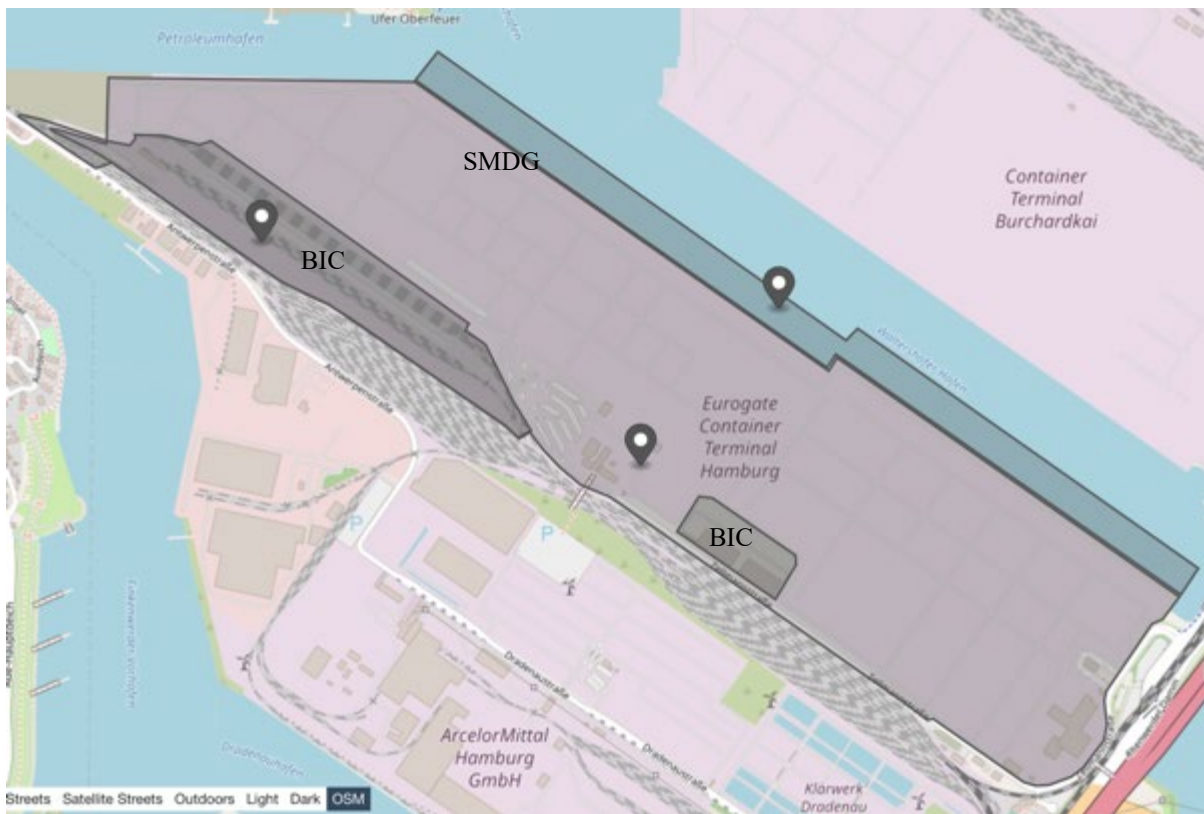 Ufer Oberfeuer
Petroleumhafen
hafen
SMDG
Container
Terminal
Burchardkai
BIC
Antwerpenstraße
Waltershofer Hafen
Antwerpenstraße
Eurogate
Container
Terminal
Hamburg
BIC
P
P
Dradenaustraße
Dradenauhafen
ArcelorMittal
Hamburg
GmbH
Dradenaustraße
Klärwerk
Dradenau
Streets Satellite Streets Outdoors Light Dark OSM